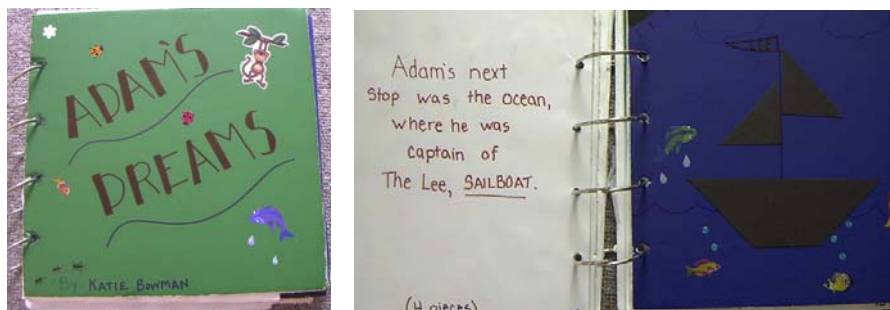 ADAM'S
DREAMS
By KATIE BOWMAN
Adam's next
Stop was the ocean,
where he was
captain of
The Lee, SAILBOAT.
(4 pieces)